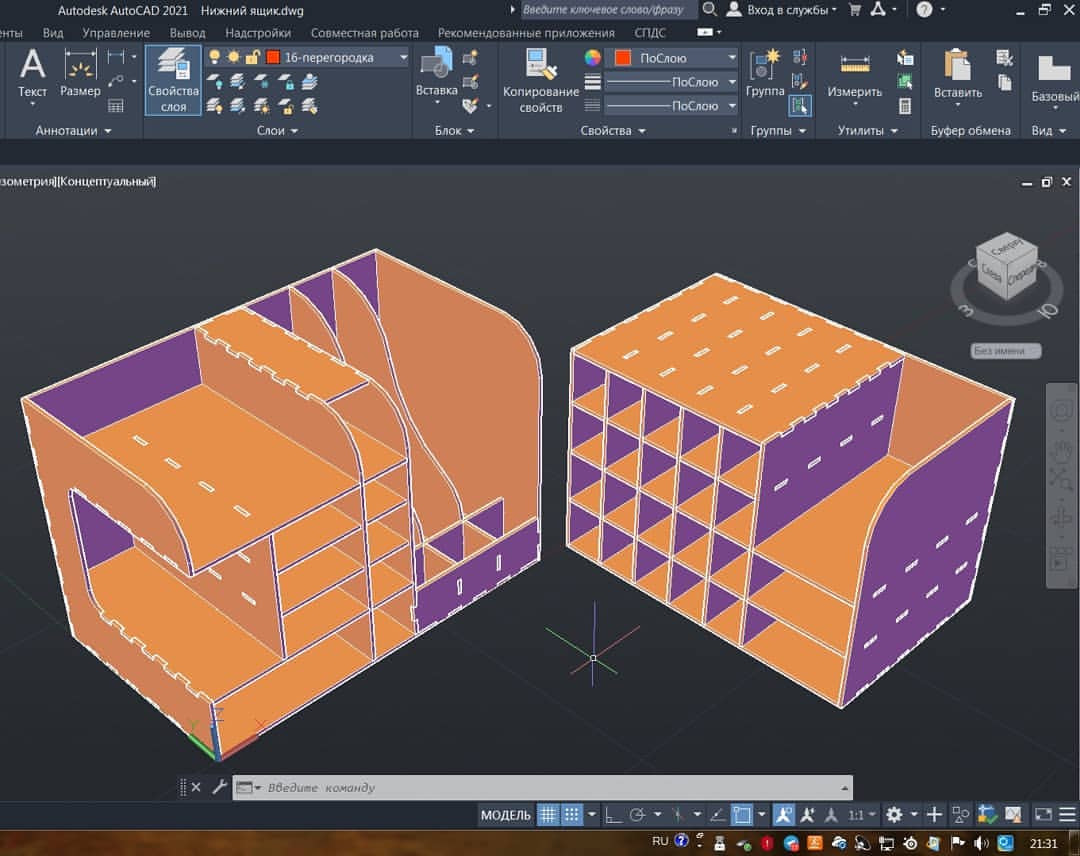 Autodesk AutoCAD 2021 Нижний ящик.dwg
Введите ключевое слово/фразу
Вход в службы
Вид Управление Вывод Надстройки Совместная работа Рекомендованные приложения СПДС
16-перегородка
ПоСлою
ПоСлою
ПоСлою
Текст Размер
Свойства слоя
Вставка
Копирование свойств
Группа
Измерить
Вставить
Базовый
Аннотации Слои Блок Свойства Группы Утилиты Буфер обмена Вид
[Концептуальный]
Сверху
Слева
Спереди
С
В
З
Ю
Без имени
Y Z X
Введите команду
МОДЕЛЬ 1:1
RU 21:31